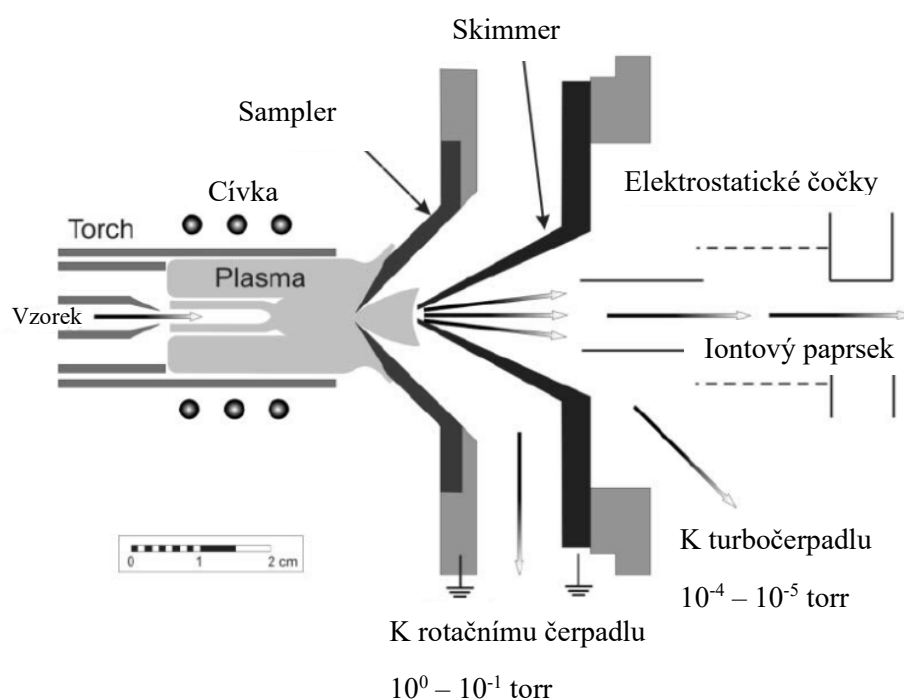 Skimmer
Sampler
Cívka
Elektrostatické čočky
Torch
Plasma
Vzorek
Iontový paprsek
0 1 2 cm
K turbočerpadlu
10⁻⁴ – 10⁻⁵ torr
K rotačnímu čerpadlu
10⁰ – 10⁻¹ torr